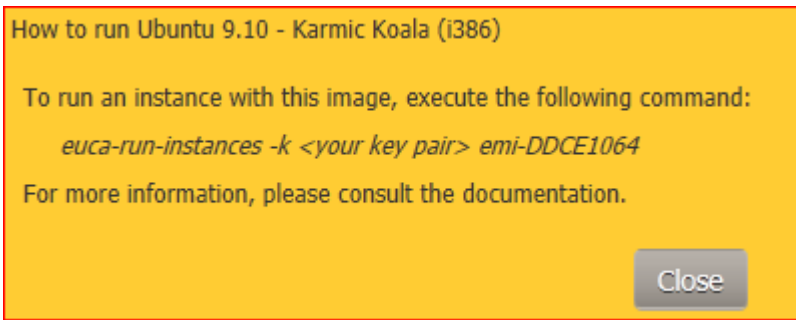 How to run Ubuntu 9.10 - Karmic Koala (i386)
To run an instance with this image, execute the following command:
euca-run-instances -k <your key pair> emi-DDCE1064
For more information, please consult the documentation.
Close